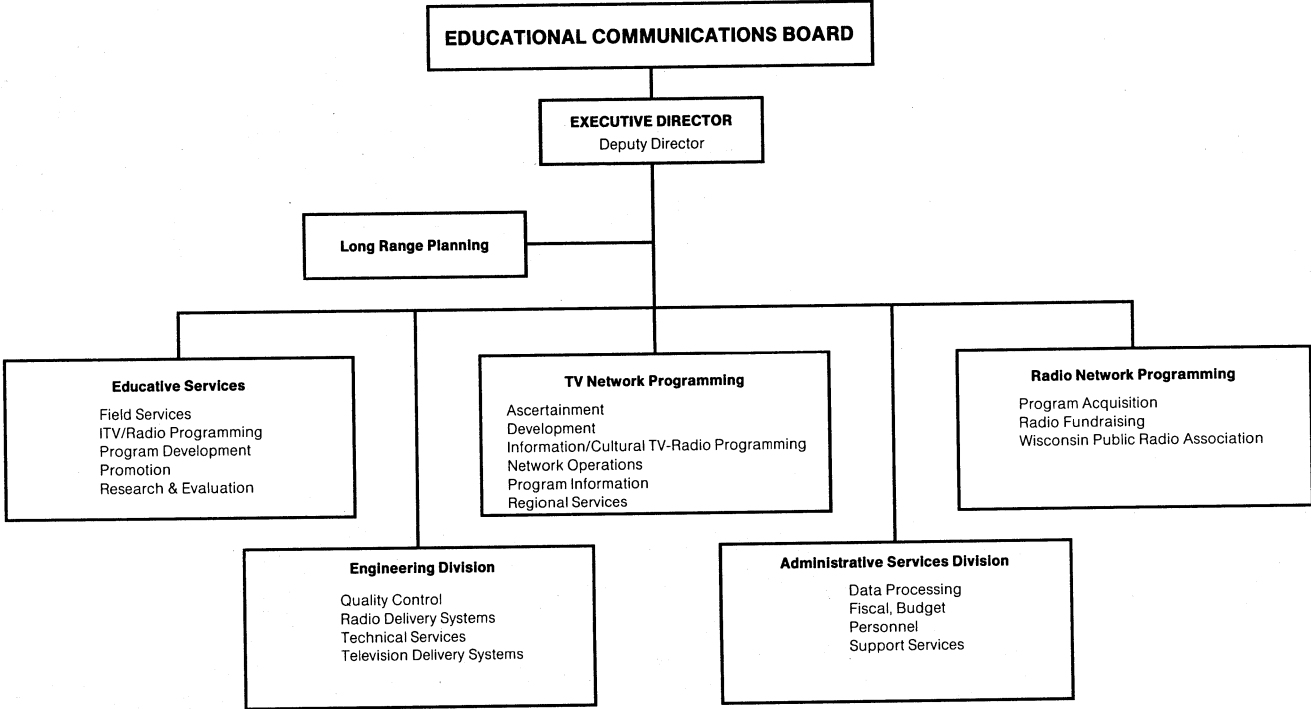 EDUCATIONAL COMMUNICATIONS BOARD
EXECUTIVE DIRECTOR
Deputy Director
Long Range Planning
Educative Services
Field Services
ITV/Radio Programming
Program Development
Promotion
Research & Evaluation
TV Network Programming
Ascertainment
Development
Information/Cultural TV-Radio Programming
Network Operations
Program Information
Regional Services
Radio Network Programming
Program Acquisition
Radio Fundraising
Wisconsin Public Radio Association
Engineering Division
Quality Control
Radio Delivery Systems
Technical Services
Television Delivery Systems
Administrative Services Division
Data Processing
Fiscal, Budget
Personnel
Support Services